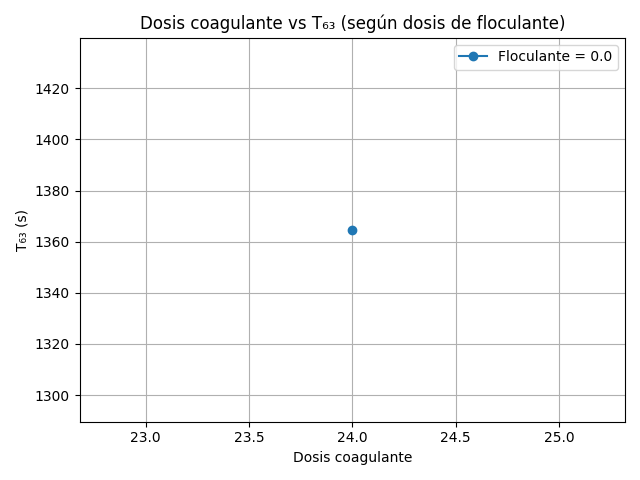 Dosis coagulante vs T₆₃ (según dosis de floculante)
Floculante = 0.0
T₆₃ (s)
1420
1400
1380
1360
1340
1320
1300
23.0 23.5 24.0 24.5 25.0
Dosis coagulante